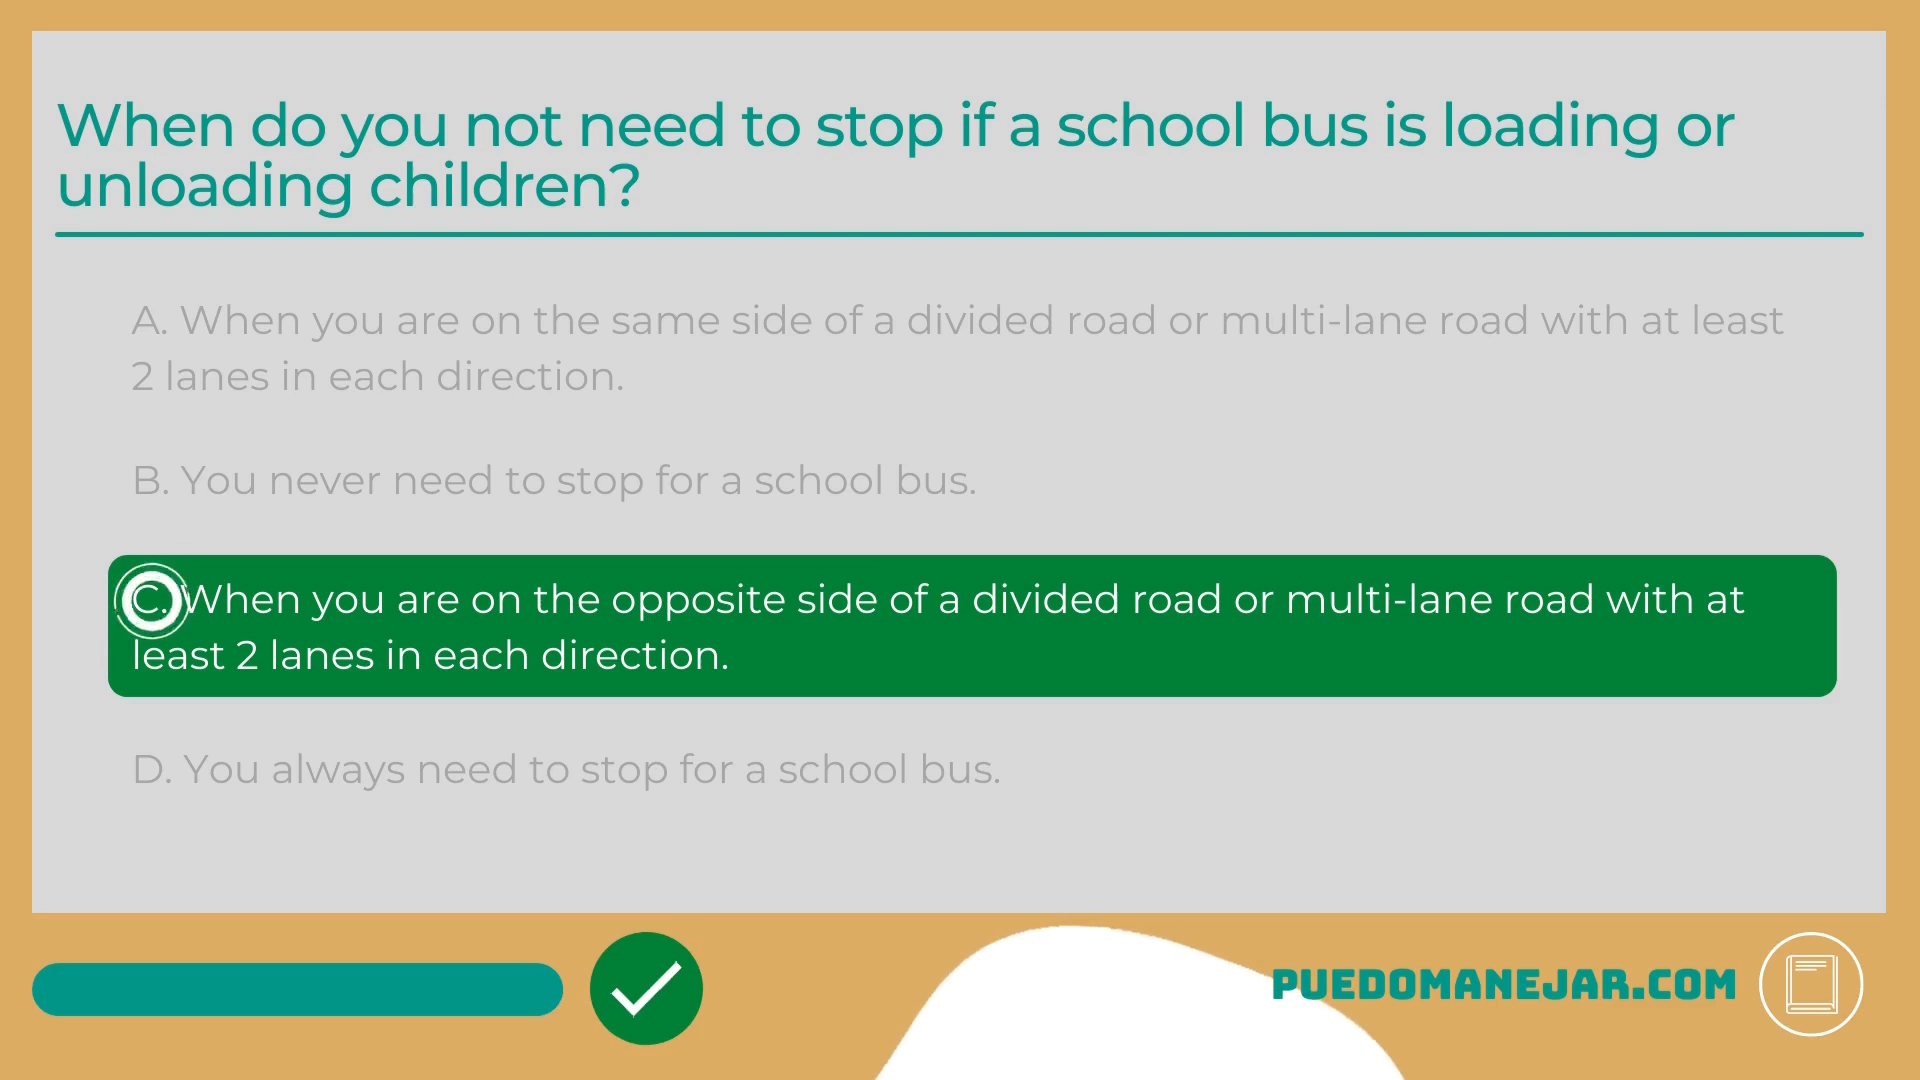 When do you not need to stop if a school bus is loading or
unloading children?
A. When you are on the same side of a divided road or multi-lane road with at least
2 lanes in each direction.
B. You never need to stop for a school bus.
C. When you are on the opposite side of a divided road or multi-lane road with at
least 2 lanes in each direction.
D. You always need to stop for a school bus.
PUEDOMANEJAR.COM